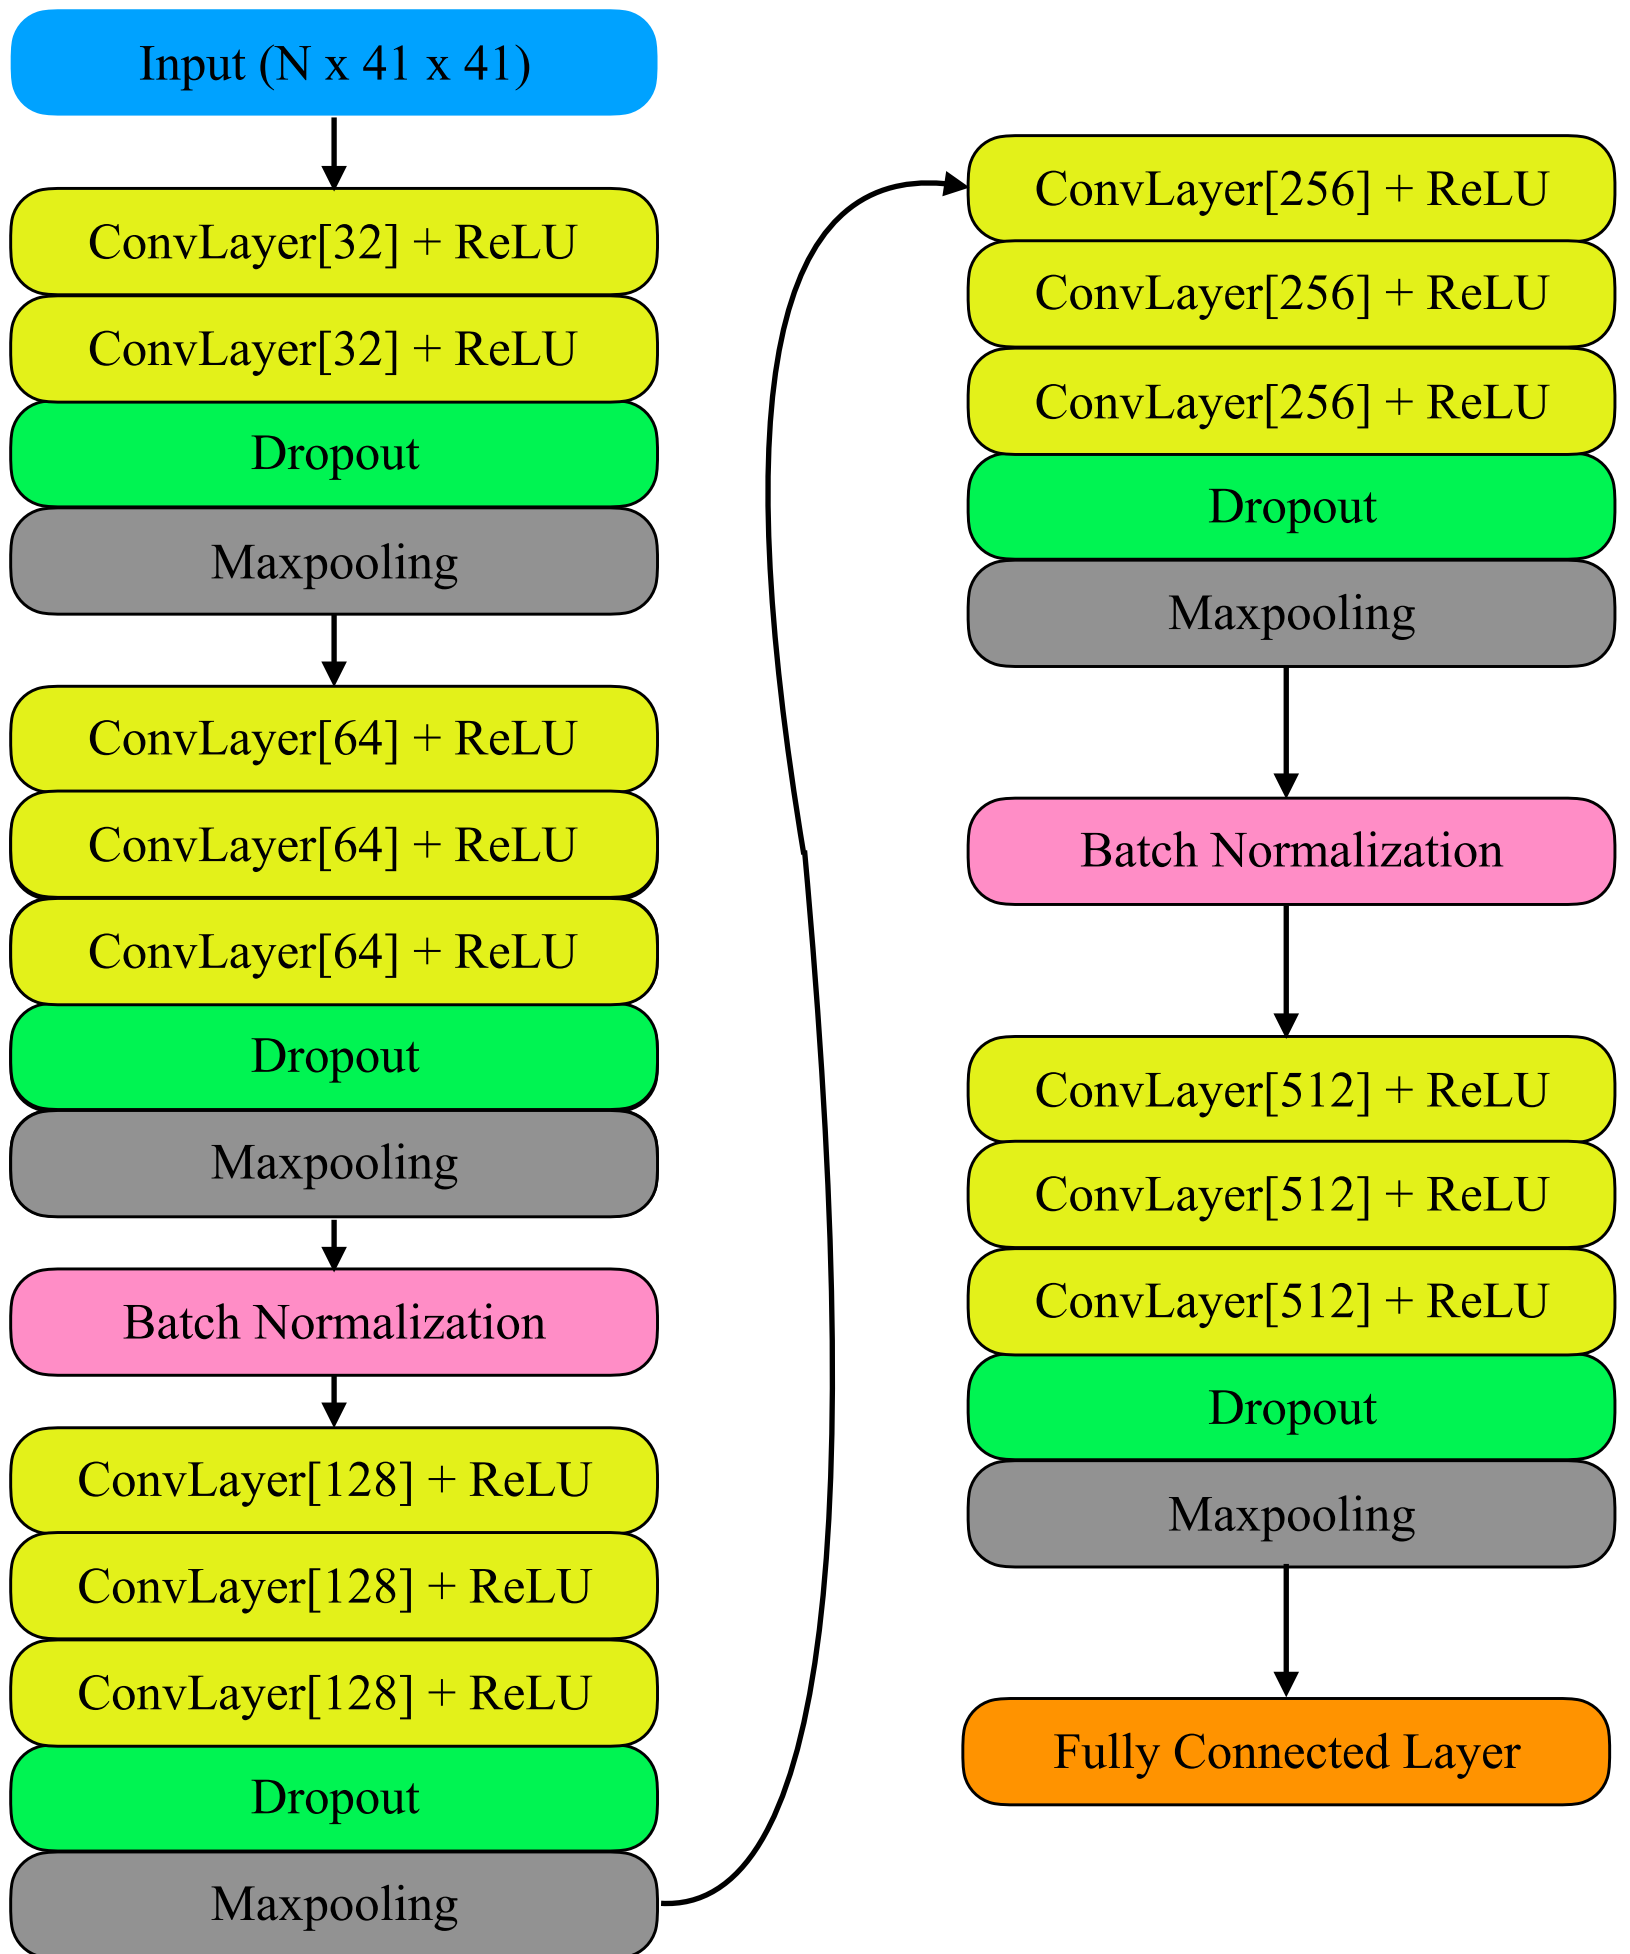 Input (N x 41 x 41)
ConvLayer[32] + ReLU
ConvLayer[32] + ReLU
Dropout
Maxpooling
ConvLayer[64] + ReLU
ConvLayer[64] + ReLU
ConvLayer[64] + ReLU
Dropout
Maxpooling
Batch Normalization
ConvLayer[128] + ReLU
ConvLayer[128] + ReLU
ConvLayer[128] + ReLU
Dropout
Maxpooling
ConvLayer[256] + ReLU
ConvLayer[256] + ReLU
ConvLayer[256] + ReLU
Dropout
Maxpooling
Batch Normalization
ConvLayer[512] + ReLU
ConvLayer[512] + ReLU
ConvLayer[512] + ReLU
Dropout
Maxpooling
Fully Connected Layer